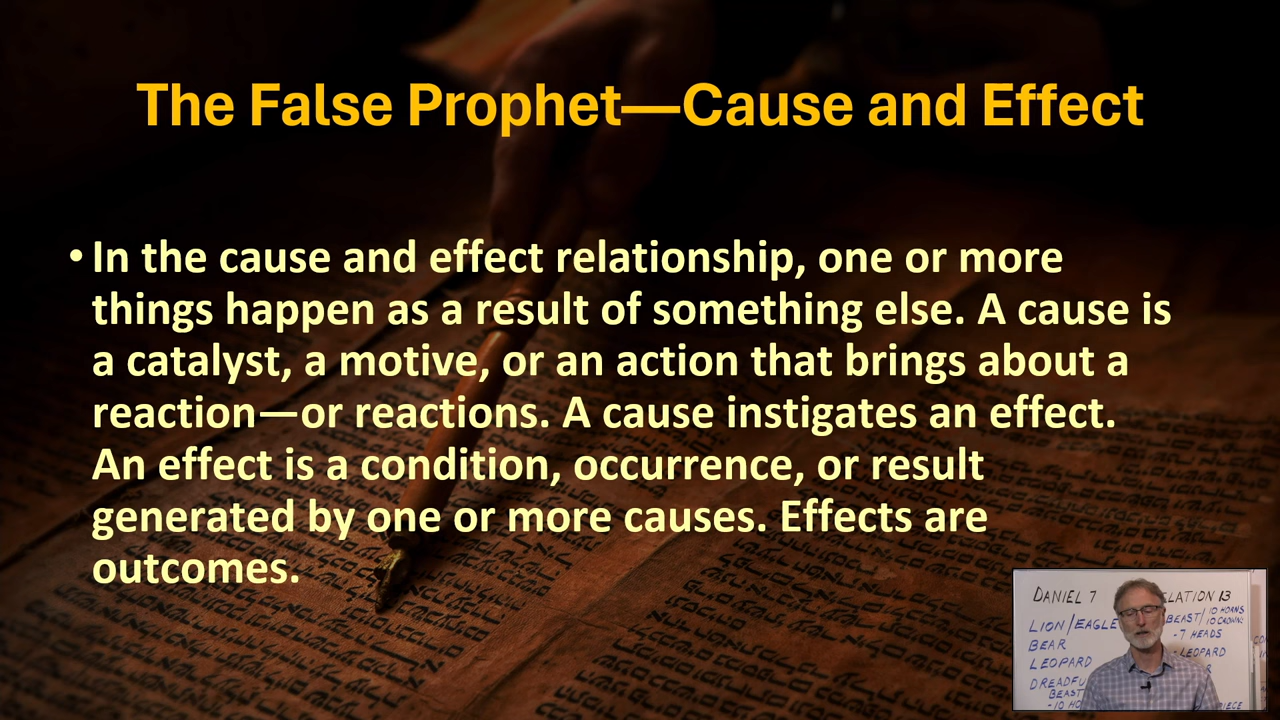 The False Prophet—Cause and Effect
• In the cause and effect relationship, one or more
things happen as a result of something else. A cause is
a catalyst, a motive, or an action that brings about a
reaction—or reactions. A cause instigates an effect.
An effect is a condition, occurrence, or result
generated by one or more causes. Effects are
outcomes.
DANIEL 7
LION/EAGLE
BEAR
LEOPARD
BEAST
-10
13
BEAST/ 10 HORNS
10 CROWNS
-7 HEADS
-LEOPARD